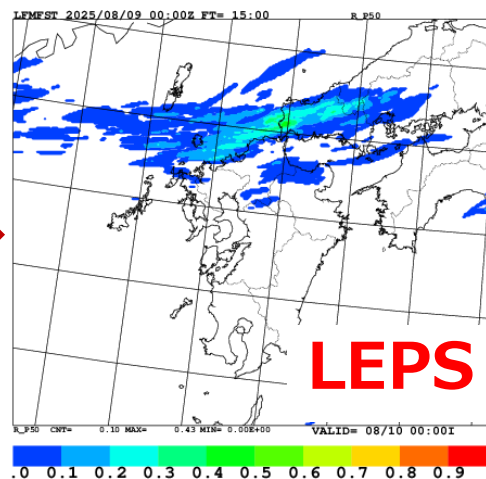 LFMFST 2025/08/09 00:00Z FT= 15:00 R_P50
LEPS
R_P50 CNT= 0.10 MAX= 0.43 MIN= 0.00E+00 VALID= 08/10 00:00I
.0 0.1 0.2 0.3 0.4 0.5 0.6 0.7 0.8 0.9